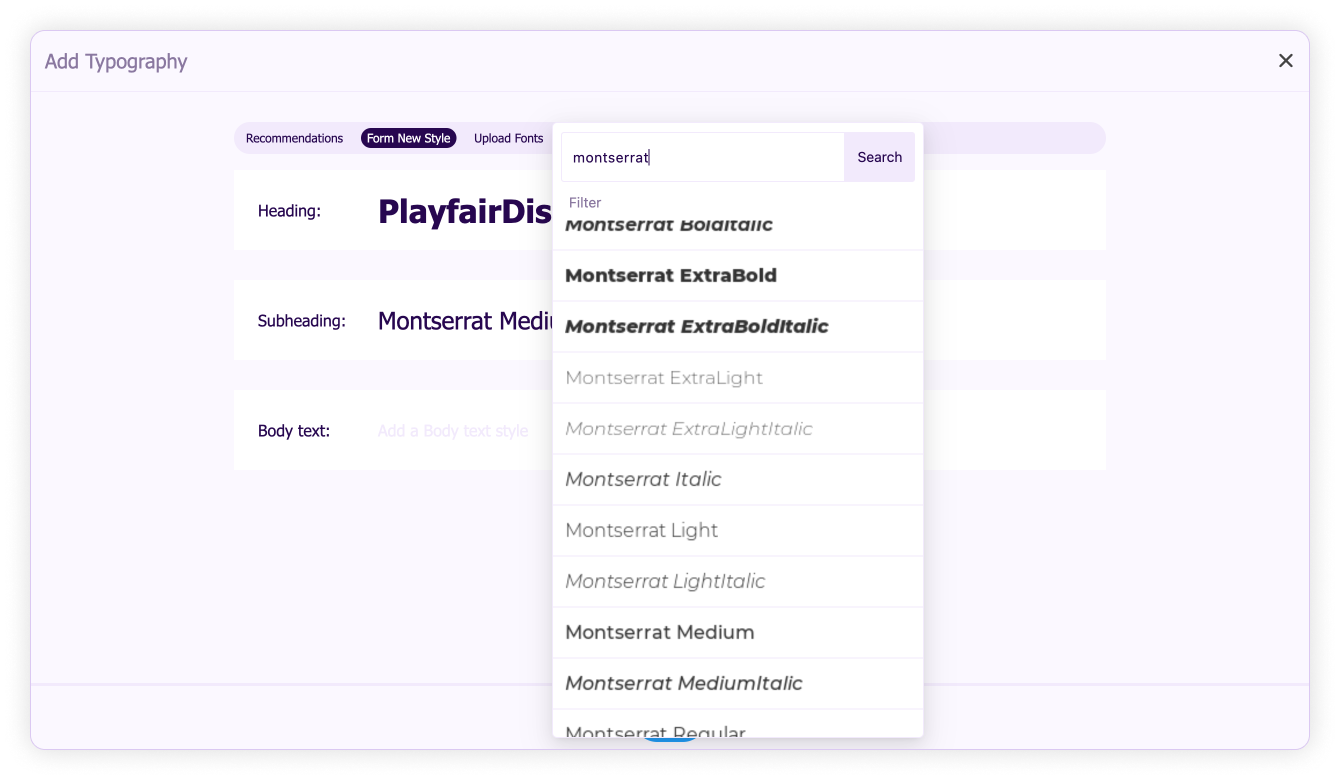 Add Typography
Recommendations Form New Style Upload Fonts
montserrat Search
Filter
Heading: PlayfairDis
Subheading: Montserrat Mediu
Body text: Add a Body text style
Montserrat BoldItalic
Montserrat ExtraBold
Montserrat ExtraBoldItalic
Montserrat ExtraLight
Montserrat ExtraLightItalic
Montserrat Italic
Montserrat Light
Montserrat LightItalic
Montserrat Medium
Montserrat MediumItalic
Montserrat Regular